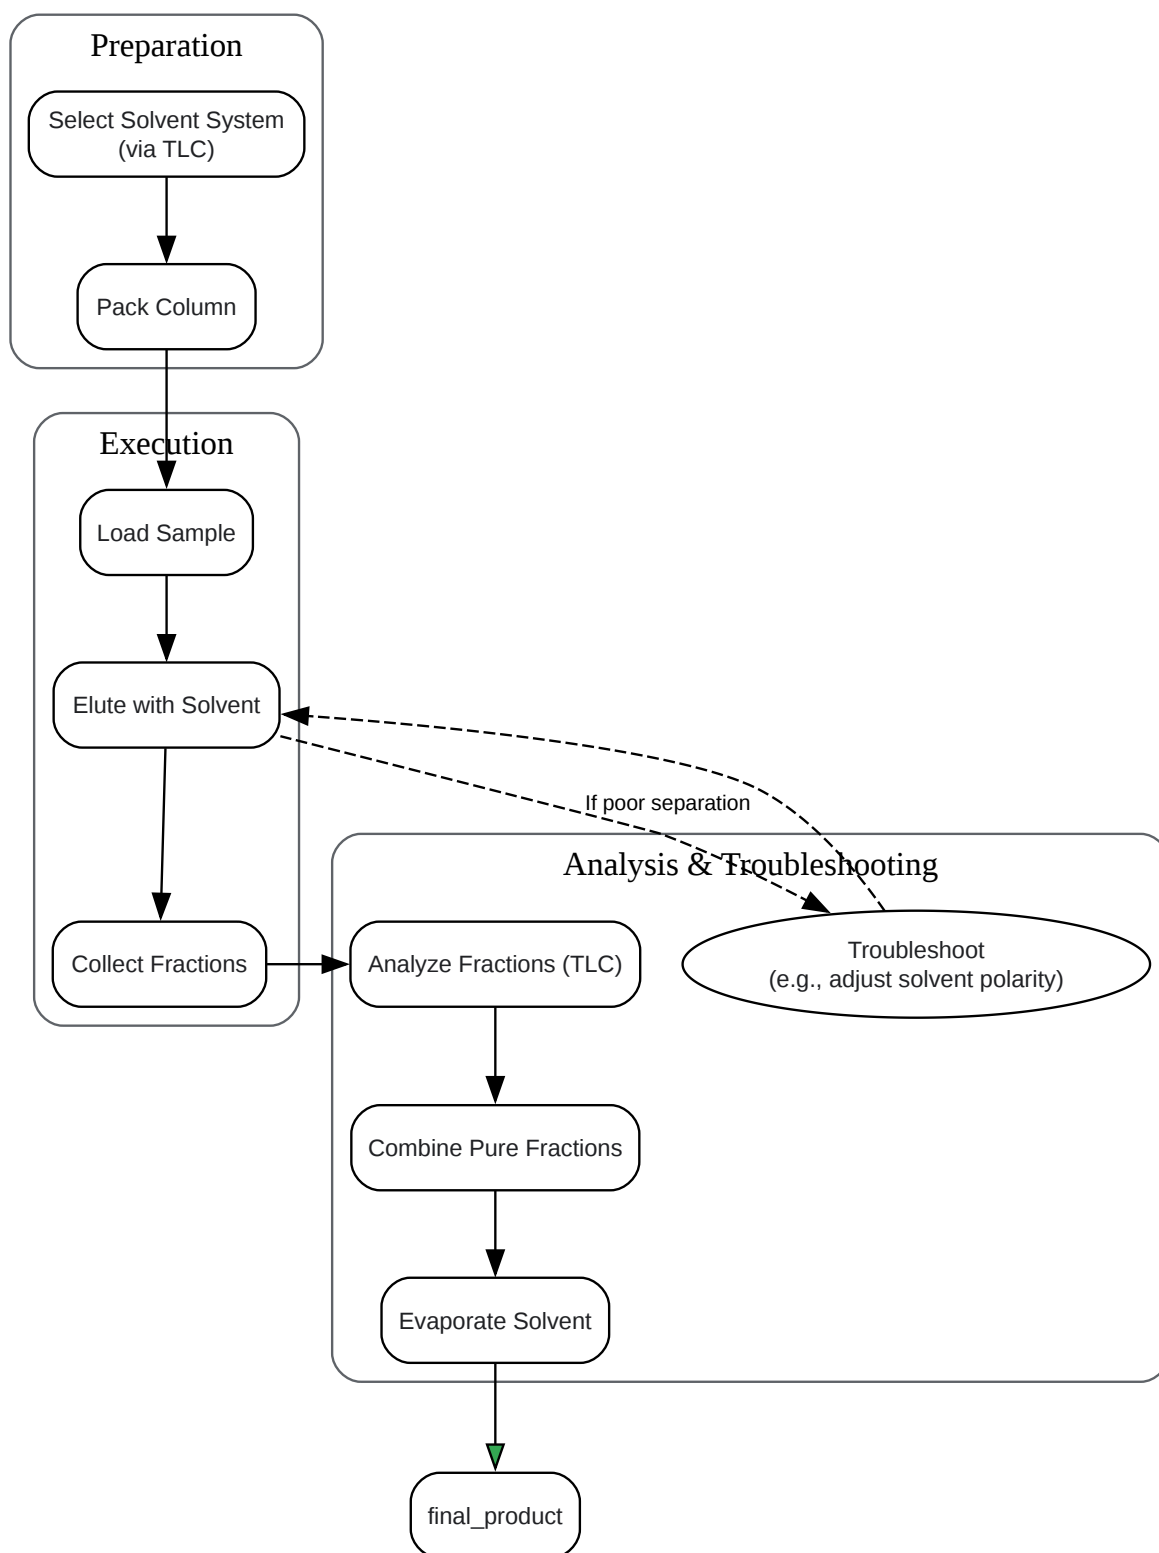 Preparation
Select Solvent System
(via TLC)
Pack Column
Execution
Load Sample
Elute with Solvent
If poor separation
Analysis & Troubleshooting
Collect Fractions
Analyze Fractions (TLC)
Troubleshoot
(e.g., adjust solvent polarity)
Combine Pure Fractions
Evaporate Solvent
final_product